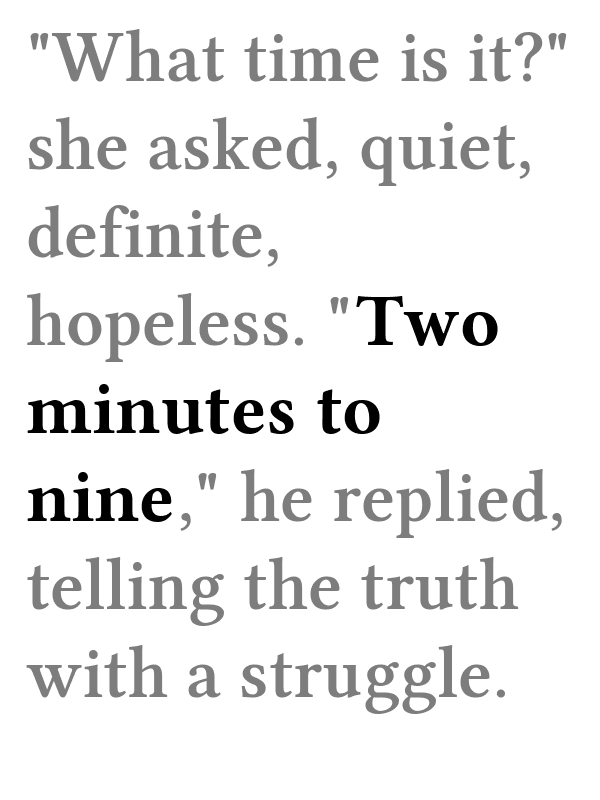 "What time is it?"
she asked, quiet,
definite,
hopeless. "Two
minutes to
nine," he replied,
telling the truth
with a struggle.